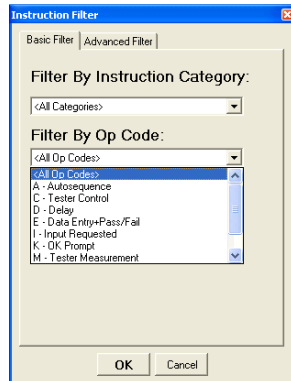 Instruction Filter
Basic Filter Advanced Filter
Filter By Instruction Category:
<All Categories>
Filter By Op Code:
<All Op Codes>
<All Op Codes>
A - Autosequence
C - Tester Control
D - Delay
E - Data Entry+Pass/Fail
I - Input Requested
K - OK Prompt
M - Tester Measurement
OK Cancel